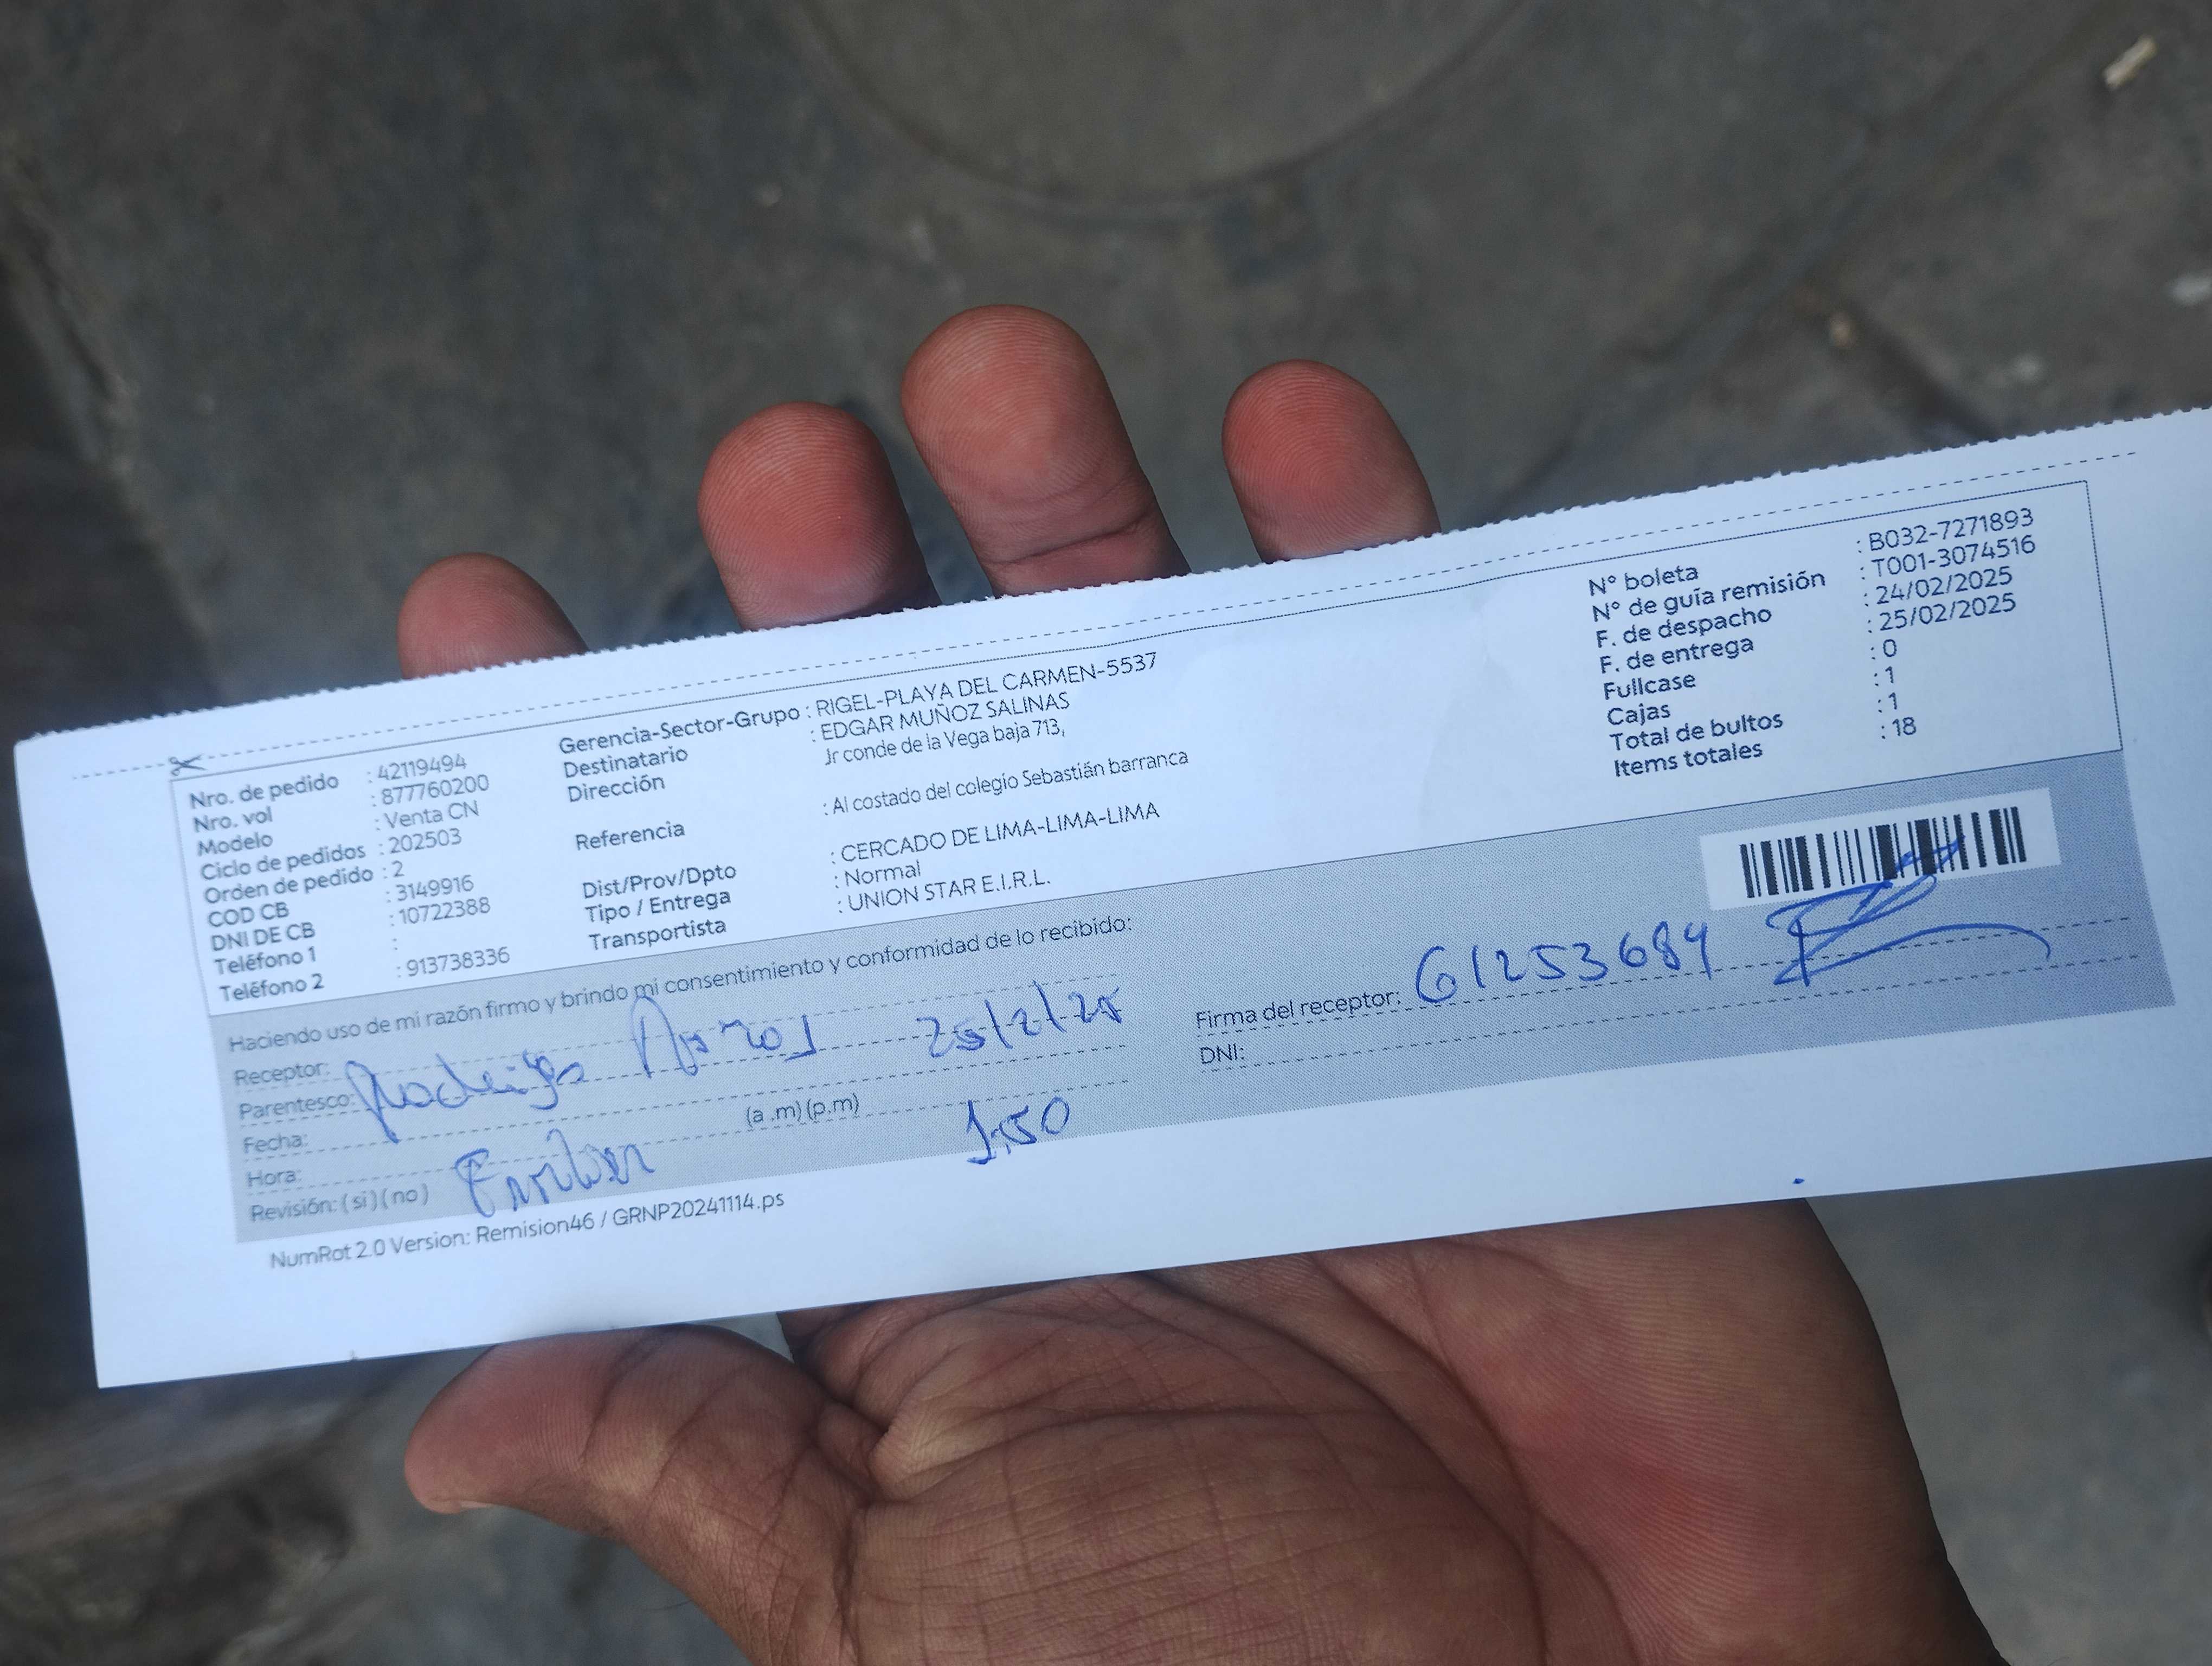 Nro. de pedido : 42119494
Nro. vol : 877760200
Modelo : Venta CN
Ciclo de pedidos : 202503
Orden de pedido : 2
COD CB : 3149916
DNI DE CB : 10722388
Teléfono 1 :
Teléfono 2 : 913738336
Gerencia-Sector-Grupo : RIGEL-PLAYA DEL CARMEN-5537
Destinatario : EDGAR MUÑOZ SALINAS
Dirección Jr conde de la Vega baja 713,
Referencia : Al costado del colegio Sebastián barranca
Dist/Prov/Dpto : CERCADO DE LIMA-LIMA-LIMA
Tipo / Entrega : Normal
Transportista : UNION STAR E.I.R.L.
N° boleta : B032-7271893
N° de guía remisión : T001-3074516
F. de despacho : 24/02/2025
F. de entrega : 25/02/2025
Fullcase : 0
Cajas : 1
Total de bultos : 1
Items totales : 18
Haciendo uso de mi razón firmo y brindo mi consentimiento y conformidad de lo recibido:
Receptor:
Parentesco: Rodrigo 25/2/25
Fecha:
Hora: (a .m) (p.m) 1:50
Revisión: ( si ) ( no )
Firma del receptor: 61253684
DNI:
NumRot 2.0 Version: Remision46 / GRNP20241114.ps